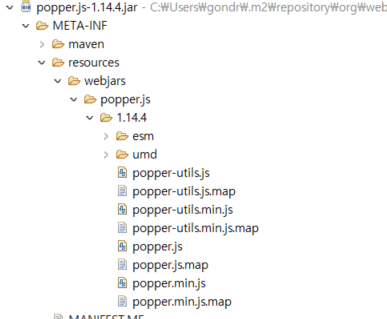 popper.js-1.14.4.jar - C:₩Users₩gondr₩.m2₩repository₩org₩web
META-INF
maven
resources
webjars
popper.js
1.14.4
esm
umd
popper-utils.js
popper-utils.js.map
popper-utils.min.js
popper-utils.min.js.map
popper.js
popper.js.map
popper.min.js
popper.min.js.map
MANIFEST.MF